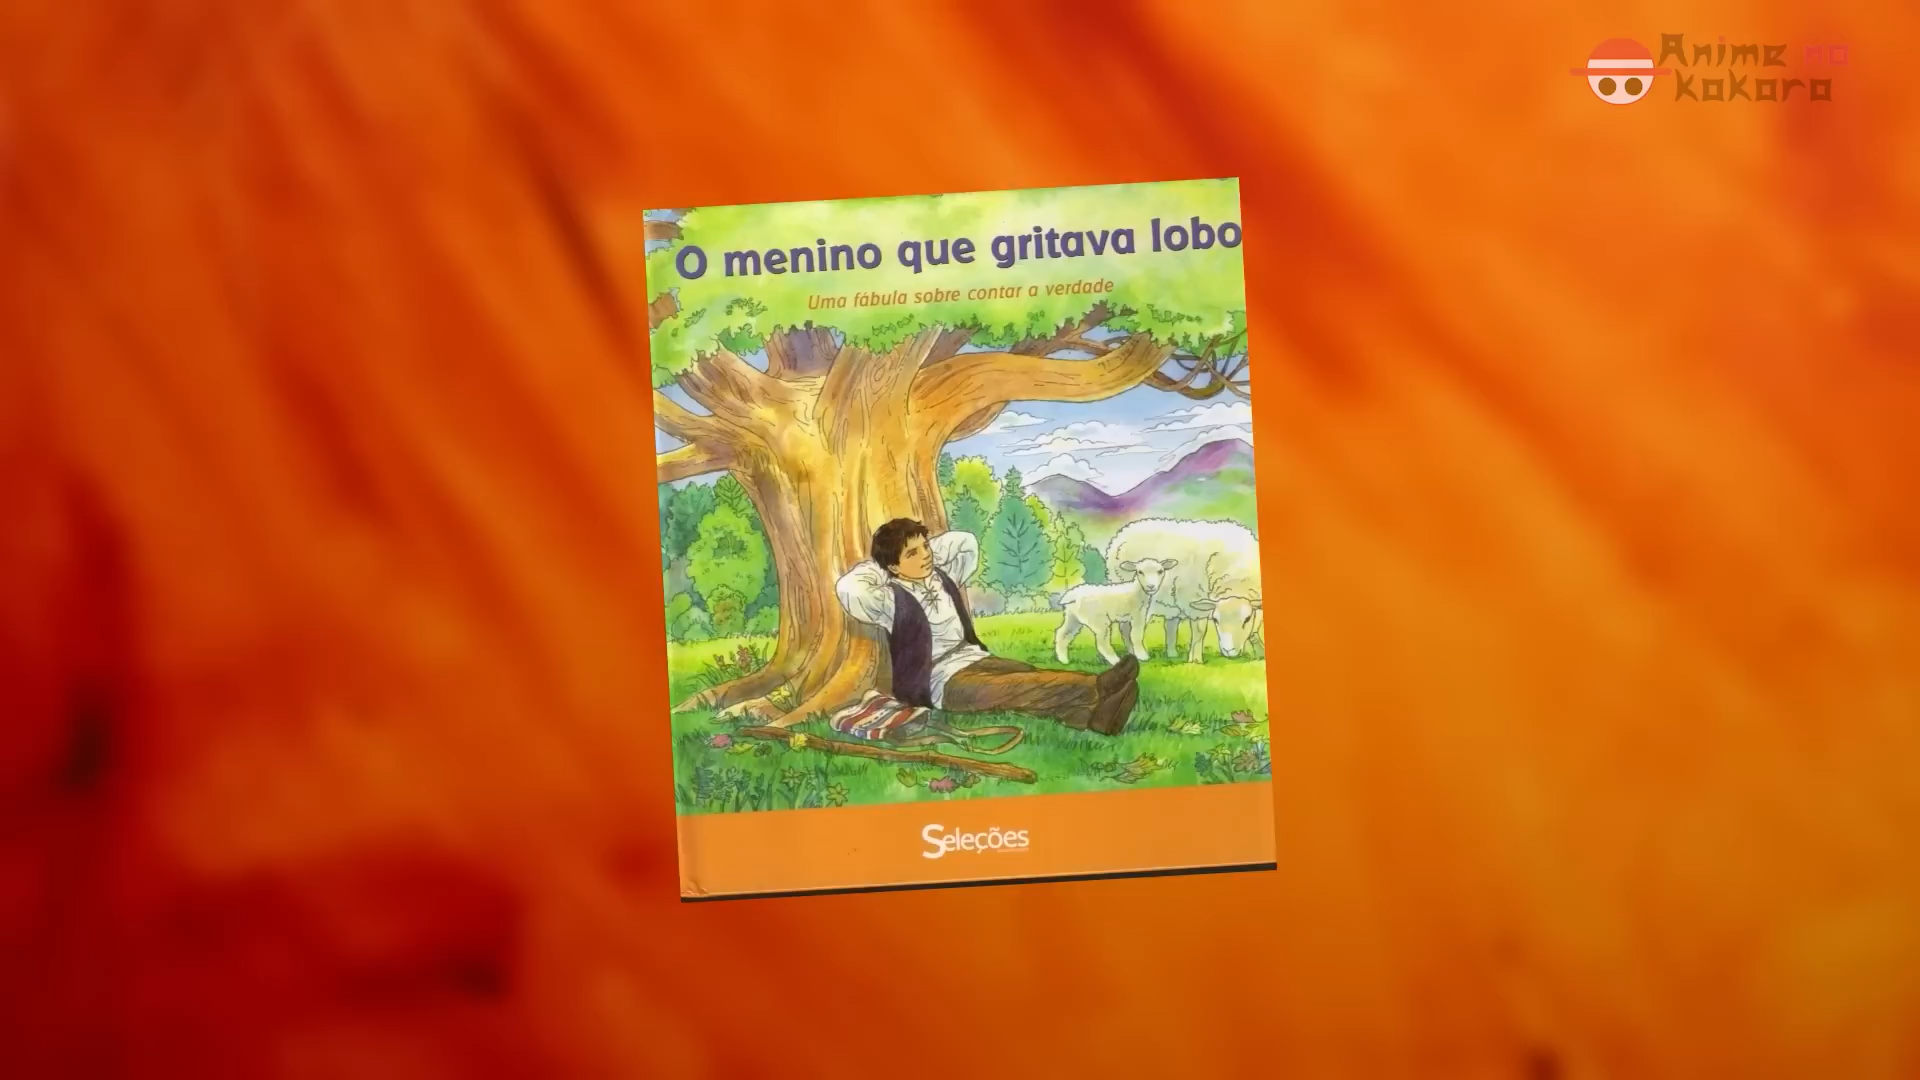 Anime no
Kokoro
O menino que gritava lobo
Uma fábula sobre contar a verdade
Seleções